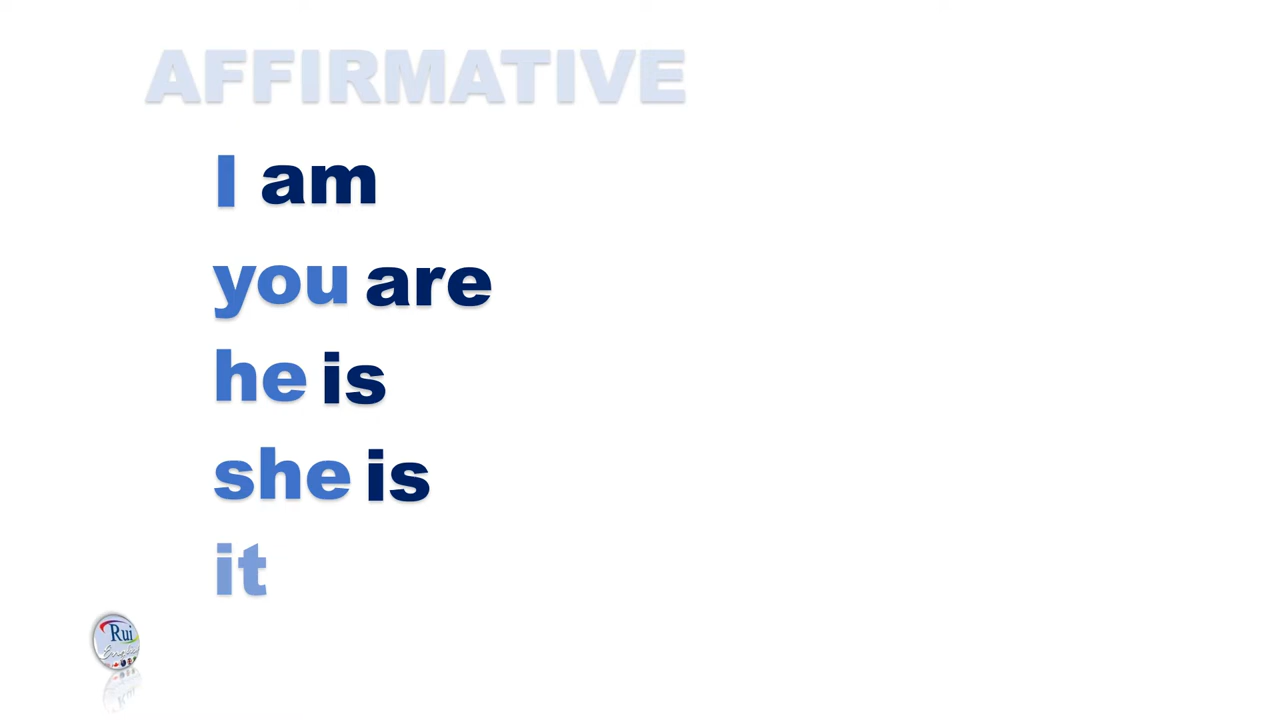 AFFIRMATIVE
I am
you are
he is
she is
it
Rui